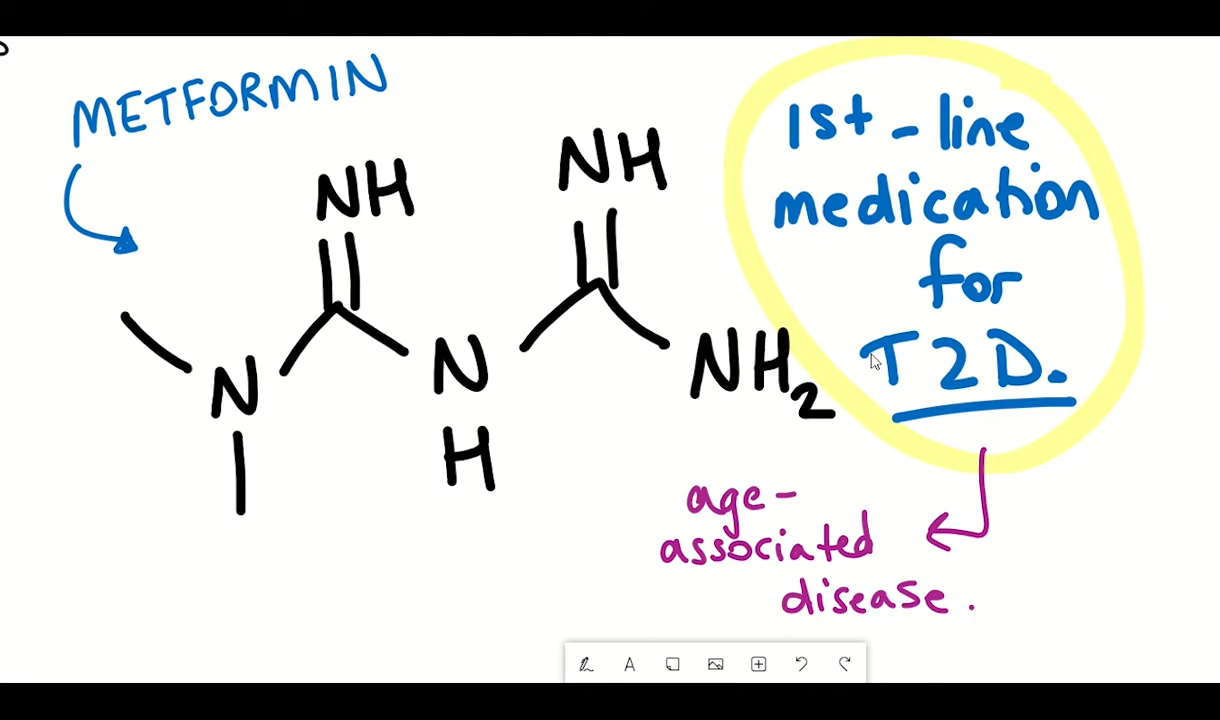 METFORMIN
NH
NH
N
N
H
NH2
1st-line
medication
for
T2D.
age-
associated
disease.
A